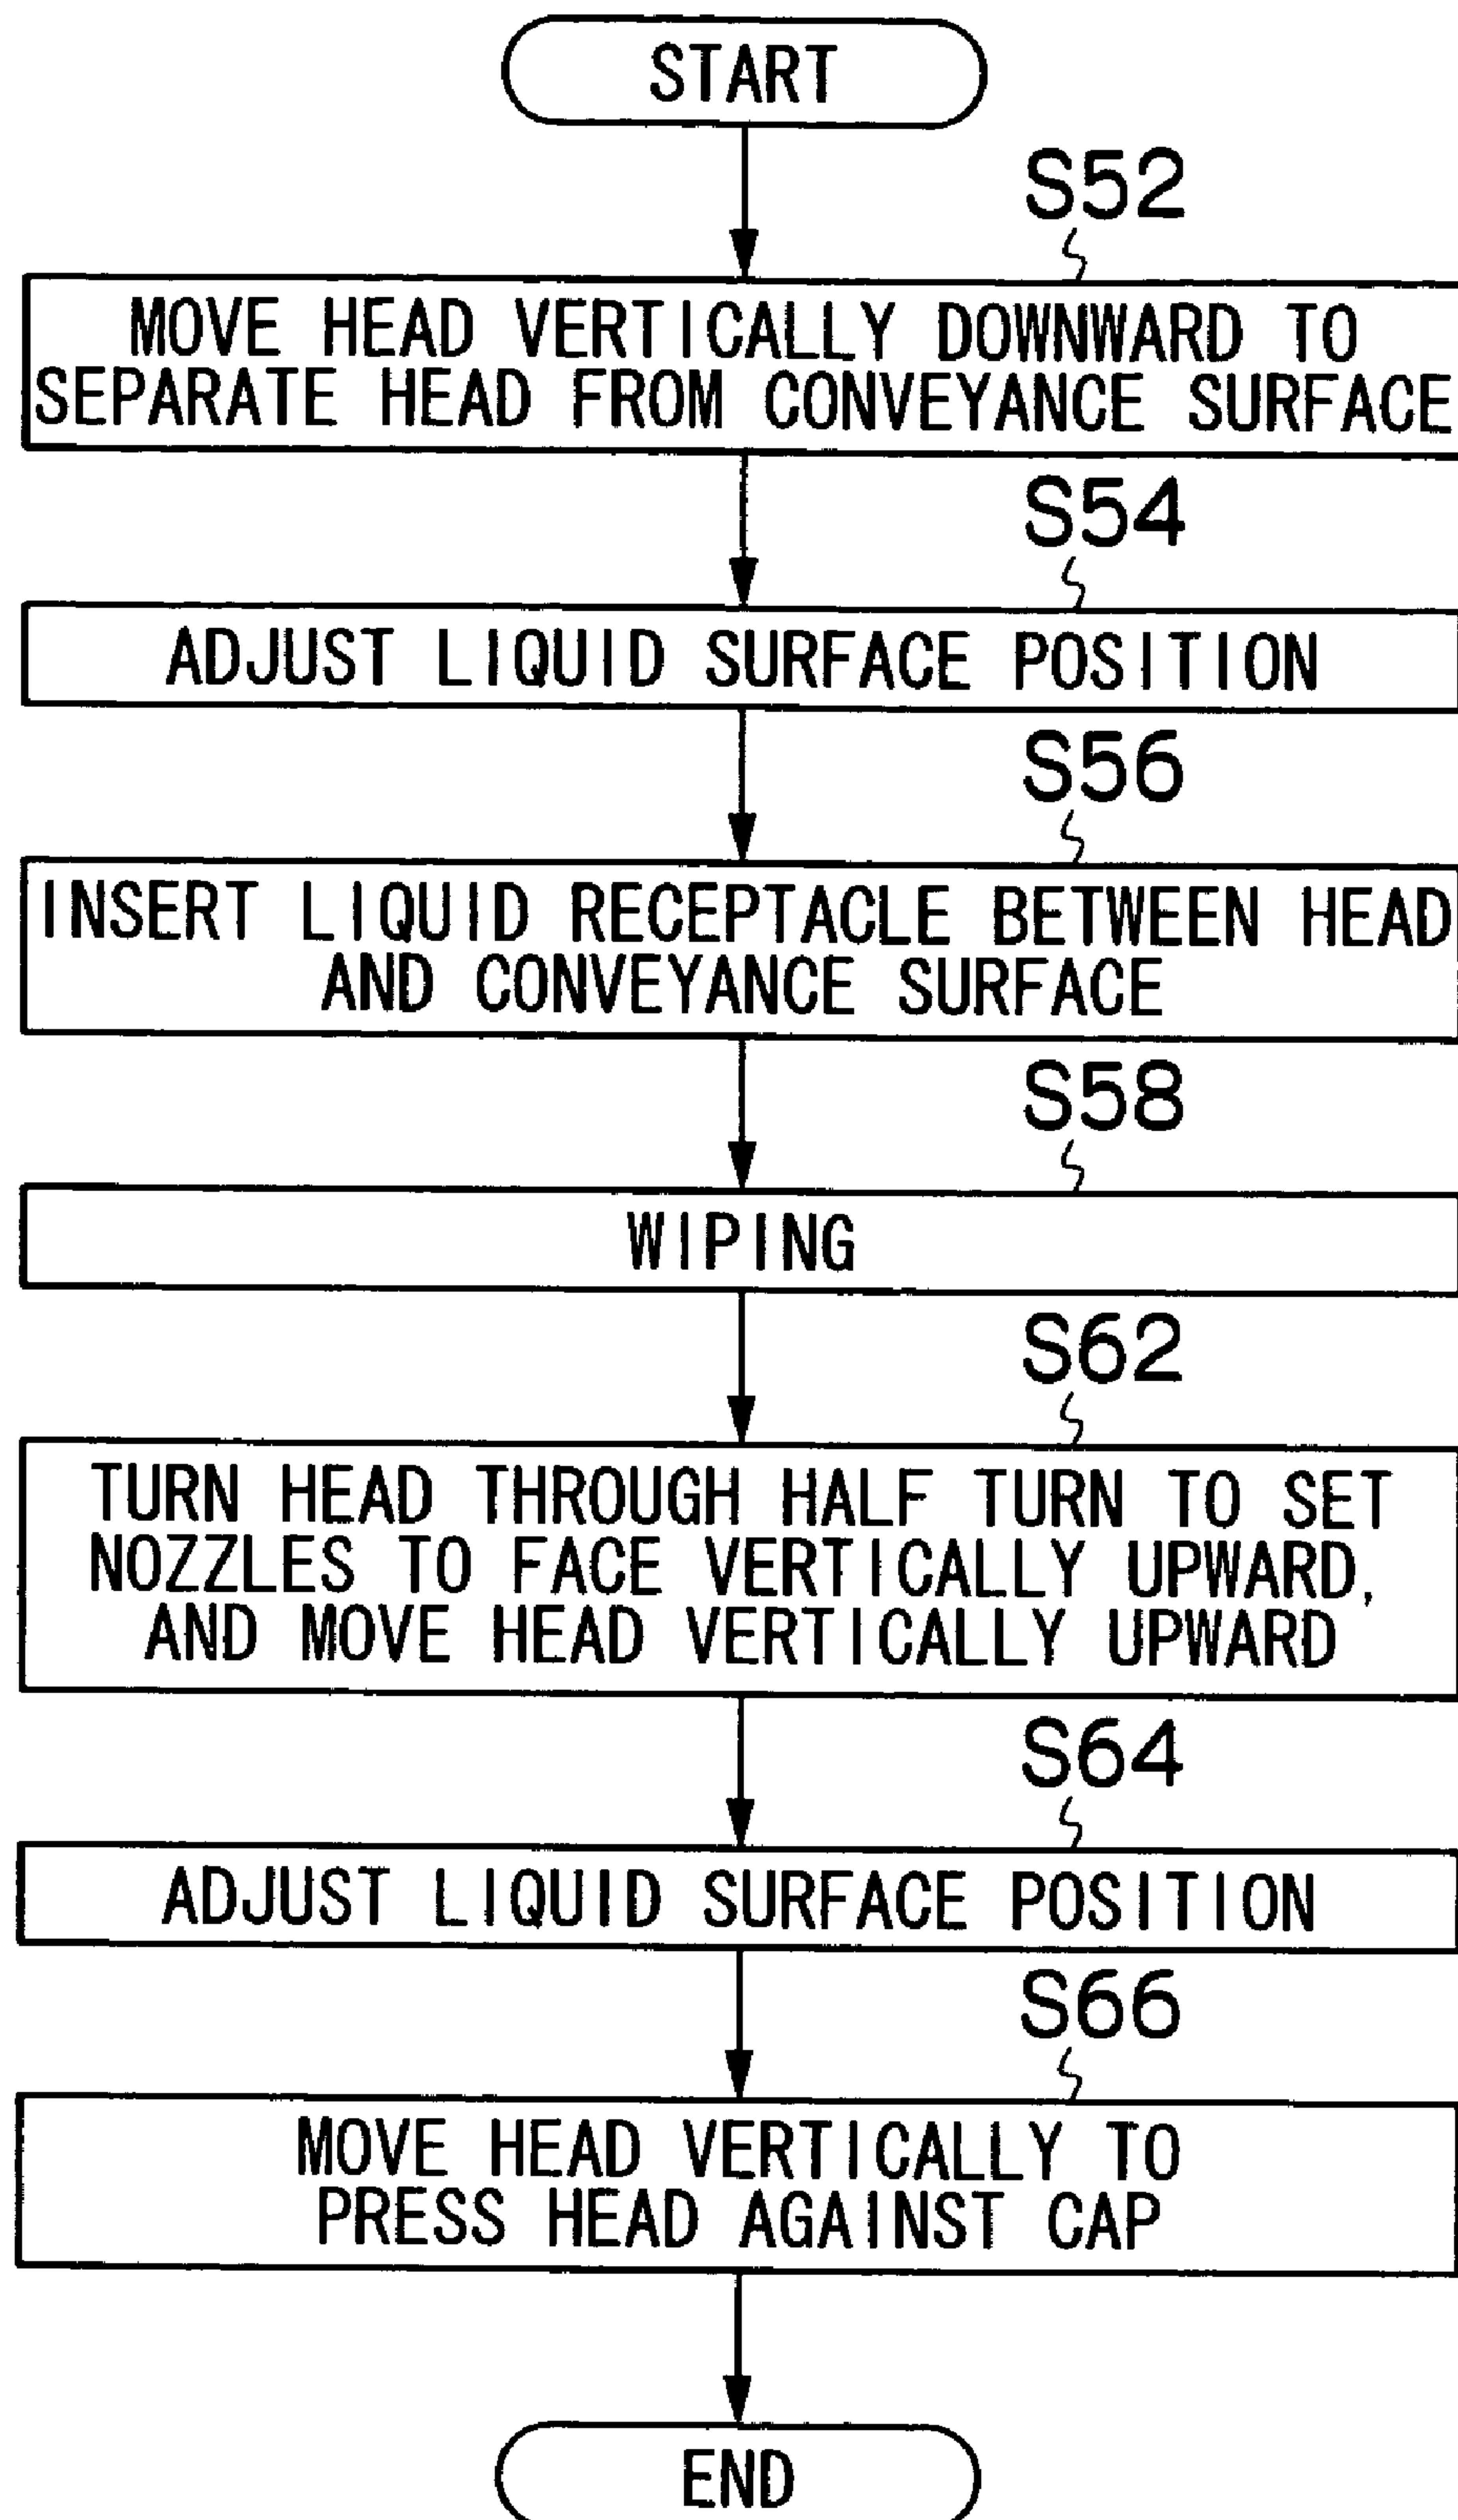 START
S52
MOVE HEAD VERTICALLY DOWNWARD TO
SEPARATE HEAD FROM CONVEYANCE SURFACE
S54
ADJUST LIQUID SURFACE POSITION
S56
INSERT LIQUID RECEPTACLE BETWEEN HEAD
AND CONVEYANCE SURFACE
S58
WIPING
S62
TURN HEAD THROUGH HALF TURN TO SET
NOZZLES TO FACE VERTICALLY UPWARD,
AND MOVE HEAD VERTICALLY UPWARD
S64
ADJUST LIQUID SURFACE POSITION
S66
MOVE HEAD VERTICALLY TO
PRESS HEAD AGAINST CAP
END